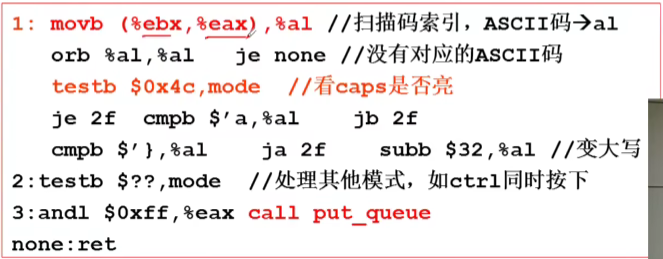 1: movb (%ebx,%eax),%al //扫描码索引，ASCII码→al
orb %al,%al je none //没有对应的ASCII码
testb $0x4c,mode //看caps是否亮
je 2f cmpb $'a,%al jb 2f
cmpb $'},%al ja 2f subb $32,%al //变大写
2:testb $??,mode //处理其他模式，如ctrl同时按下
3:andl $0xff,%eax call put_queue
none:ret